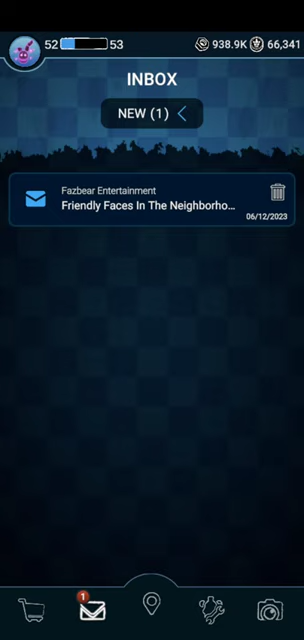 52 53 938.9K 66,341
INBOX
NEW (1)
Fazbear Entertainment
Friendly Faces In The Neighborho...
06/12/2023
1